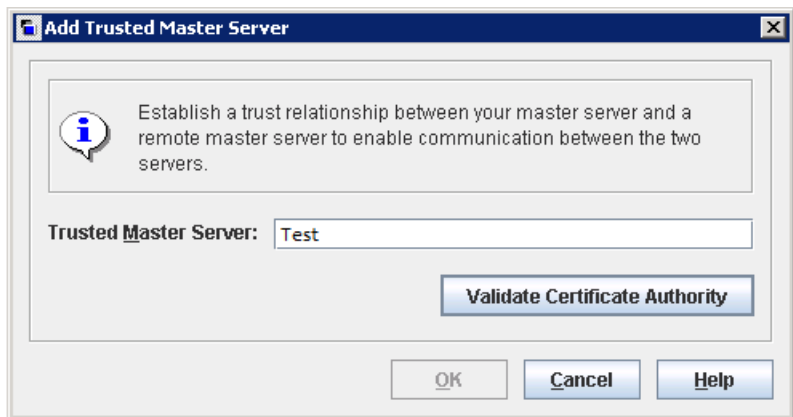 Add Trusted Master Server
Establish a trust relationship between your master server and a
remote master server to enable communication between the two
servers.
Trusted Master Server: Test
Validate Certificate Authority
OK Cancel Help